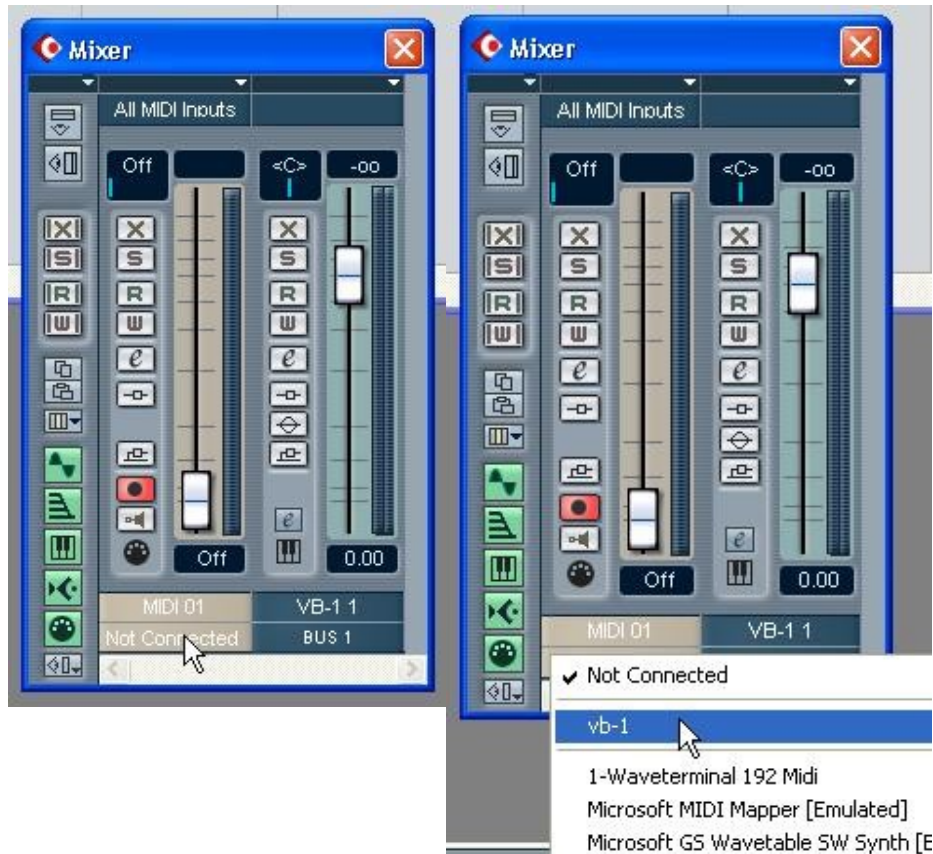 Mixer
All MIDI Inputs
Off
<C>
-oo
X
X
|X|
S
S
|S|
R
R
|R|
W
W
|W|
e
e
e
Off
0.00
MIDI 01
VB-1 1
Not Connected
BUS 1
Mixer
All MIDI Inputs
Off
<C>
-oo
X
X
|X|
S
S
|S|
R
R
|R|
W
W
|W|
e
e
e
Off
0.00
MIDI 01
VB-1 1
Not Connected
vb-1
1-Waveterminal 192 Midi
Microsoft MIDI Mapper [Emulated]
Microsoft GS Wavetable SW Synth [E